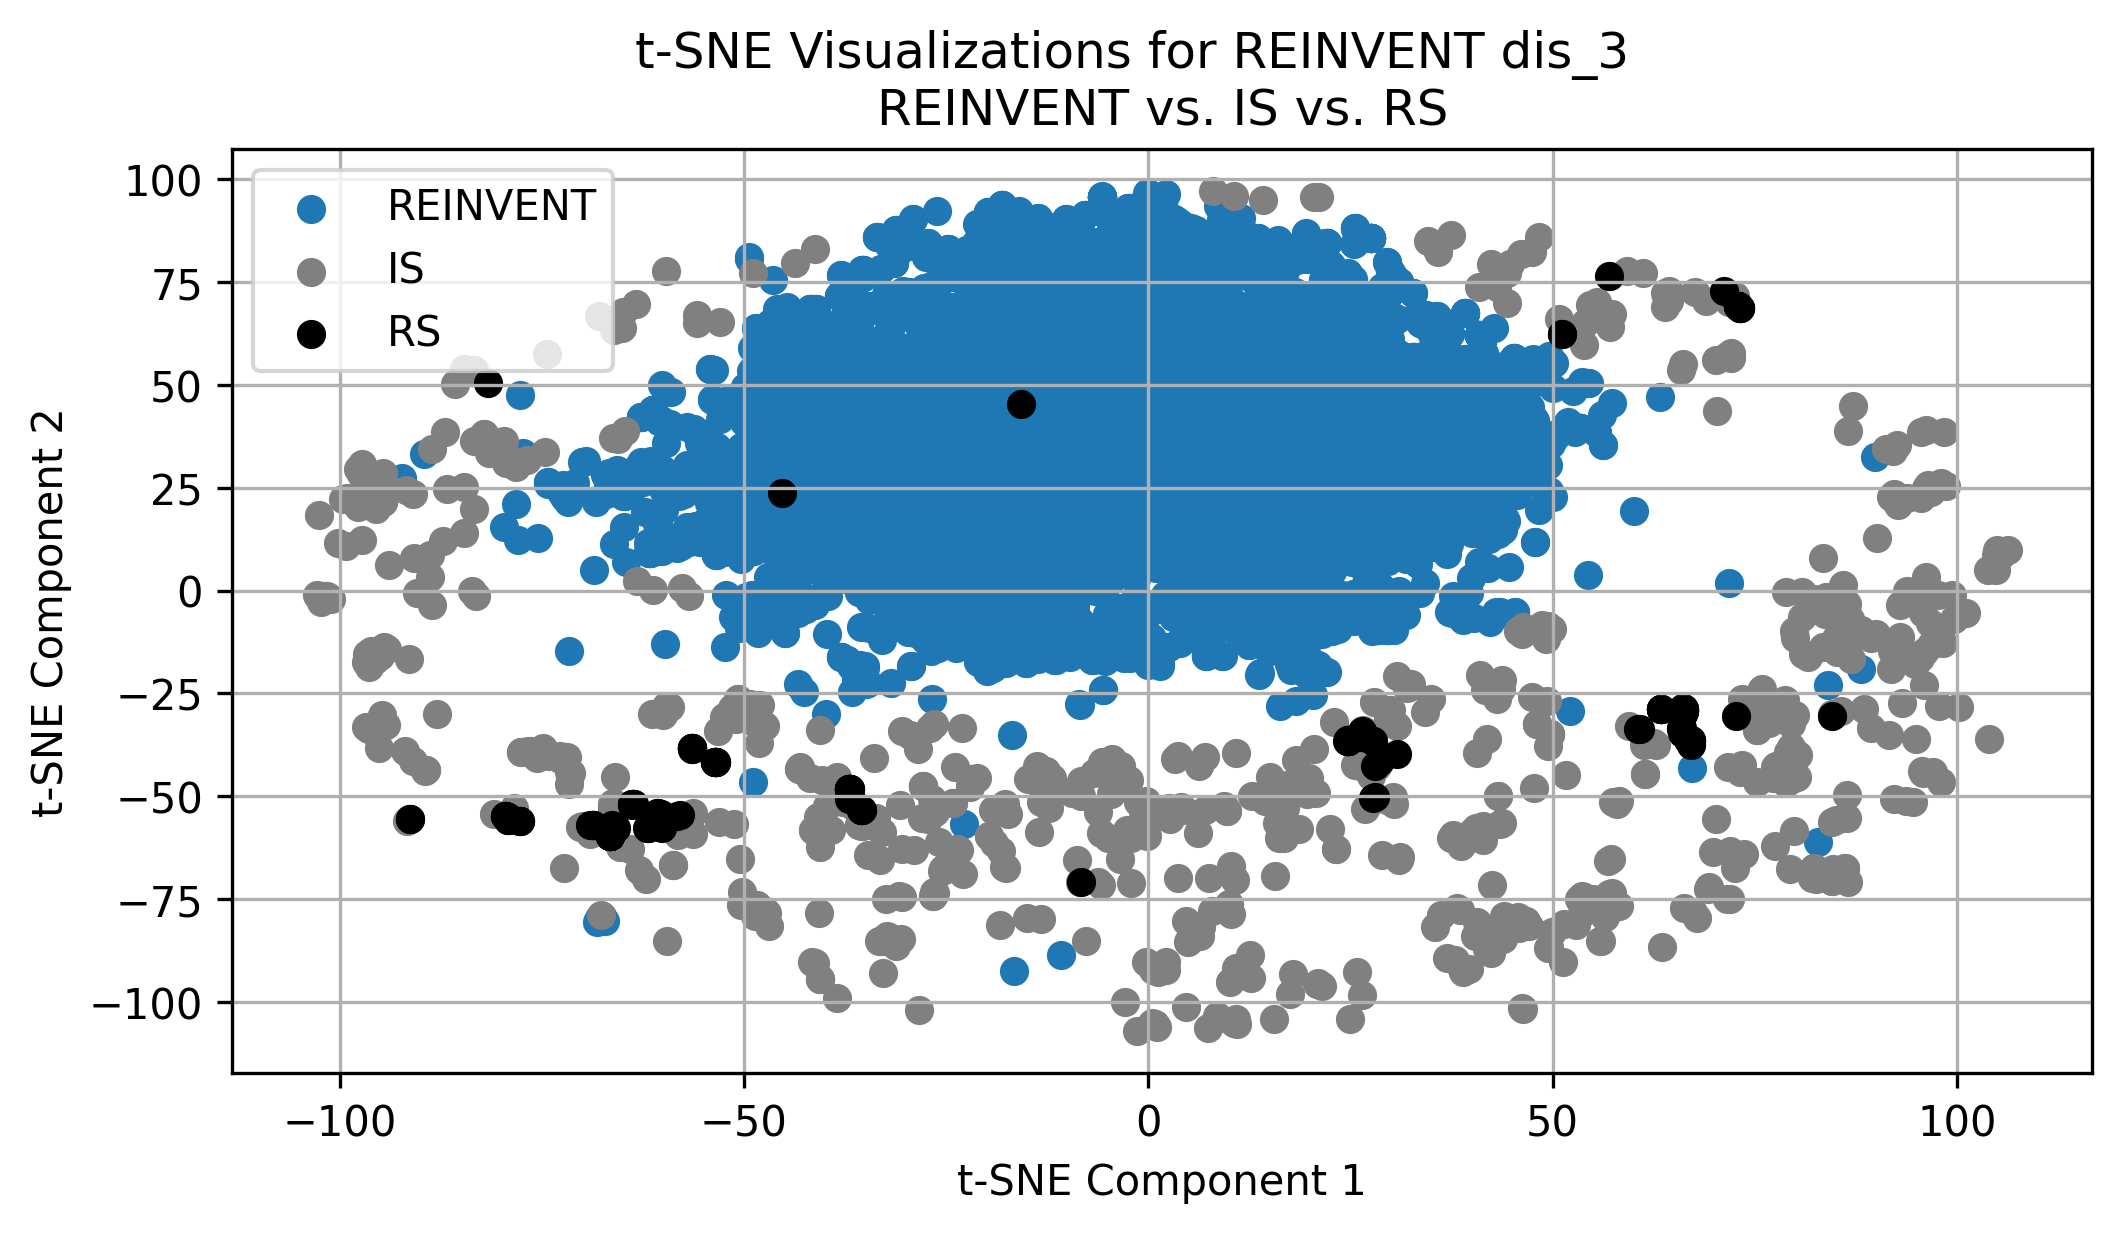 t-SNE Visualizations for REINVENT dis_3
REINVENT vs. IS vs. RS
REINVENT
IS
RS
t-SNE Component 2
100
75
50
25
0
−25
−50
−75
−100
−100
−50
0
50
100
t-SNE Component 1